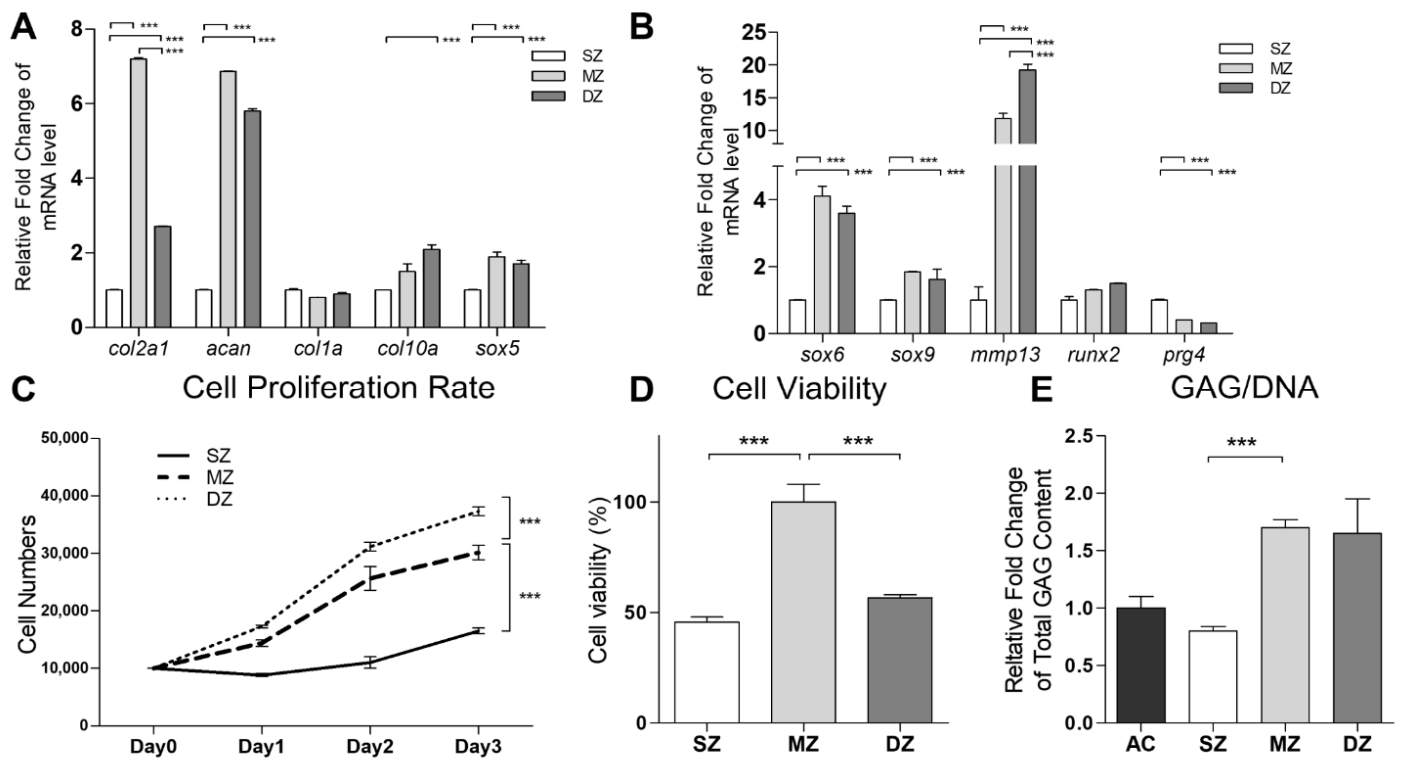 A
Relative Fold Change of
mRNA level
8
6
4
2
0
*** *** *** *** *** *** *** ***
SZ
MZ
DZ
col2a1 acan col1a col10a sox5
B
Relative Fold Change of
mRNA level
25
20
15
10
4
2
0
*** *** *** *** *** *** *** *** ***
SZ
MZ
DZ
sox6 sox9 mmp13 runx2 prg4
C Cell Proliferation Rate
Cell Numbers
50,000
40,000
30,000
20,000
10,000
0
SZ
MZ
DZ
***
***
Day0 Day1 Day2 Day3
D Cell Viability
Cell viability (%)
100
50
0
*** ***
SZ MZ DZ
E GAG/DNA
Reltative Fold Change
of Total GAG Content
2.5
2.0
1.5
1.0
0.5
0.0
***
AC SZ MZ DZ